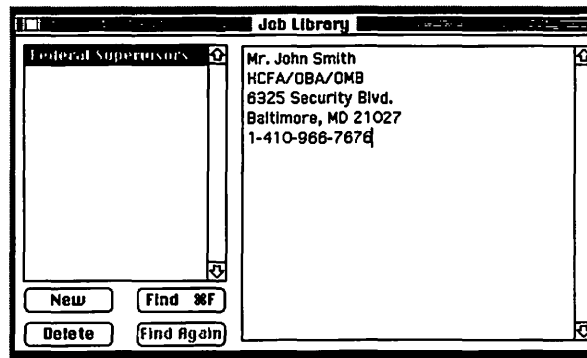 Job Library
Federal Supervisors
Mr. John Smith
HCFA/OBA/OMB
6325 Security Blvd.
Baltimore, MD 21027
1-410-966-7676
New
Find ⌘F
Delete
Find Again